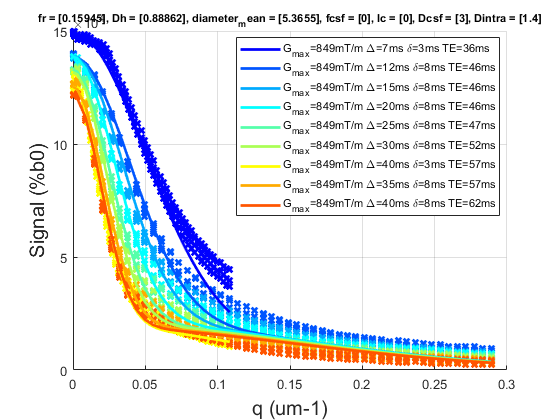 fr = [0.15945], Dh = [0.88862], diameter_mean = [5.3655], fcsf = [0], lc = [0], Dcsf = [3], Dintra = [1.4]
15
10
5
0
0
0.05
0.1
0.15
0.2
0.25
0.3
Signal (%b0)
q (um-1)
G_max=849mT/m Δ=7ms δ=3ms TE=36ms
G_max=849mT/m Δ=12ms δ=8ms TE=46ms
G_max=849mT/m Δ=15ms δ=8ms TE=46ms
G_max=849mT/m Δ=20ms δ=8ms TE=46ms
G_max=849mT/m Δ=25ms δ=8ms TE=47ms
G_max=849mT/m Δ=30ms δ=8ms TE=52ms
G_max=849mT/m Δ=40ms δ=3ms TE=57ms
G_max=849mT/m Δ=35ms δ=8ms TE=57ms
G_max=849mT/m Δ=40ms δ=8ms TE=62ms